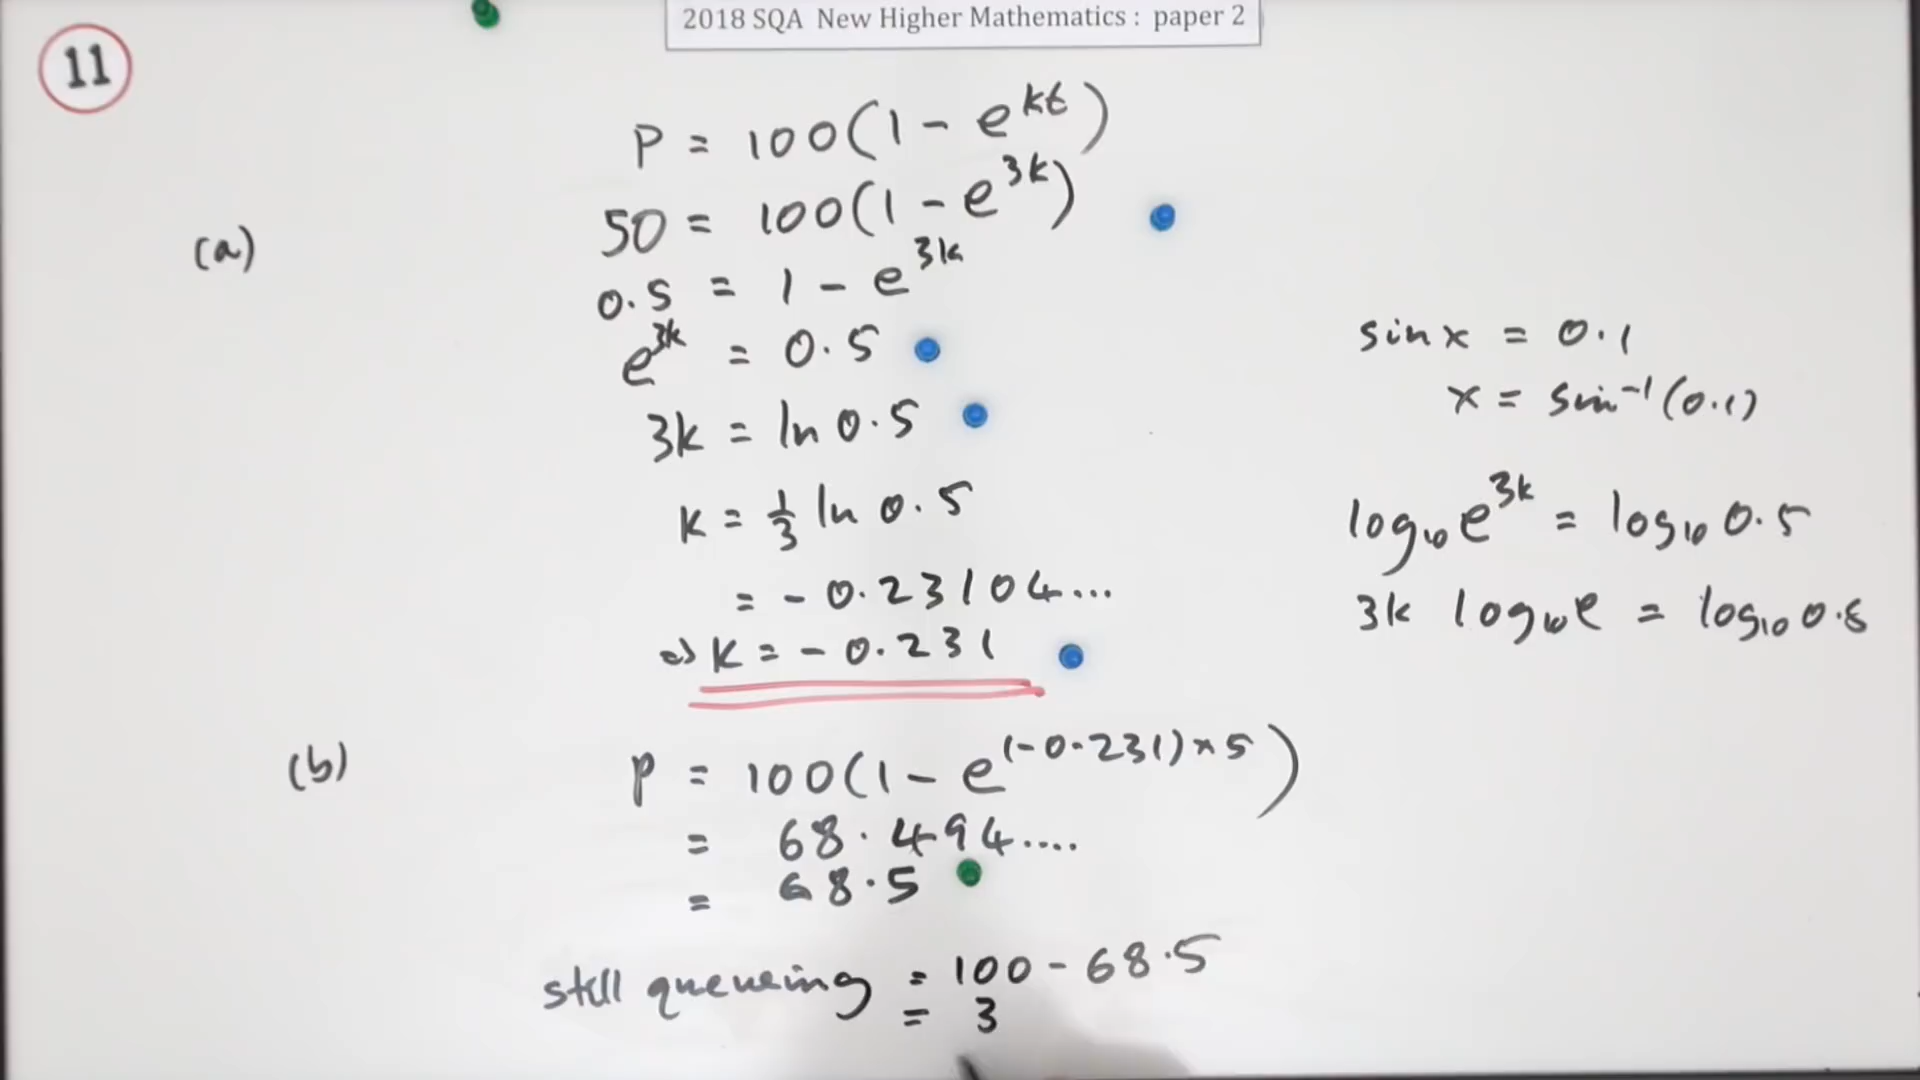 2018 SQA New Higher Mathematics : paper 2
11
P = 100(1 - e^{kt})
(a)
50 = 100(1 - e^{3k})
0.5 = 1 - e^{3k}
e^{3k} = 0.5
3k = ln 0.5
k = 1/3 ln 0.5
= - 0.23104...
a) k = - 0.231
sin x = 0.1
x = sin⁻¹(0.1)
log₁₀ e^{3k} = log₁₀ 0.5
3k log₁₀ e = log₁₀ 0.5
(b)
P = 100(1 - e^{(-0.231) × 5})
= 68.494....
= 68.5
still queueing = 100 - 68.5
= 3